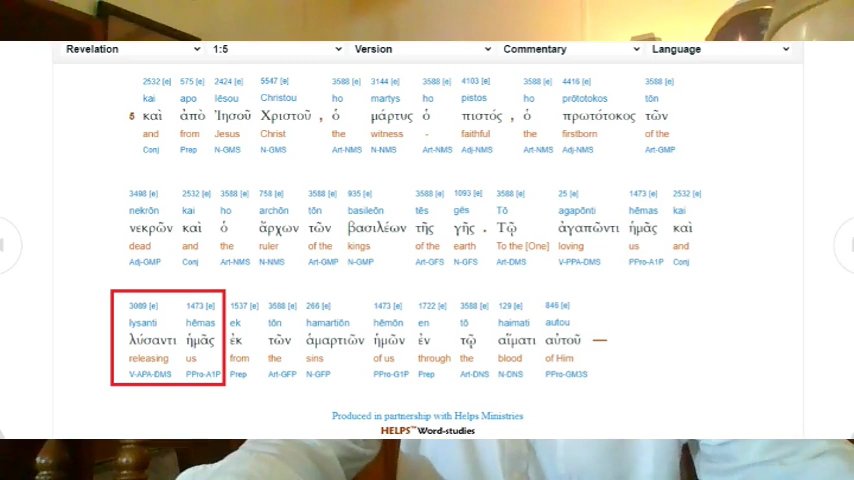 Revelation 1:5 Version Commentary Language
2532 [e] 575 [e] 2424 [e] 5547 [e] 3588 [e] 3144 [e] 3588 [e] 4103 [e] 3588 [e] 4416 [e] 3588 [e]
kai apo Iēsou Christou ho martys ho pistos ho prōtotokos tōn
5 καὶ ἀπὸ Ἰησοῦ Χριστοῦ , ὁ μάρτυς ὁ πιστός , ὁ πρωτότοκος τῶν
and from Jesus Christ the witness - faithful the firstborn of the
Conj Prep N-GMS N-GMS Art-NMS N-NMS Art-NMS Adj-NMS Art-NMS Adj-NMS Art-GMP
3498 [e] 2532 [e] 3588 [e] 758 [e] 3588 [e] 935 [e] 3588 [e] 1093 [e] 3588 [e] 25 [e] 1473 [e] 2532 [e]
nekrōn kai ho archōn tōn basileōn tēs gēs Tō agapōnti hēmas kai
νεκρῶν καὶ ὁ ἄρχων τῶν βασιλέων τῆς γῆς . Τῷ ἀγαπῶντι ἡμᾶς καὶ
dead and the ruler of the kings of the earth To the [One] loving us and
Adj-GMP Conj Art-NMS N-NMS Art-GMP N-GMP Art-GFS N-GFS Art-DMS V-PPA-DMS PPro-A1P Conj
3089 [e] 1473 [e] 1537 [e] 3588 [e] 266 [e] 1473 [e] 1722 [e] 3588 [e] 129 [e] 846 [e]
lysanti hēmas ek tōn hamartiōn hēmōn en tō haimati autou
λύσαντι ἡμᾶς ἐκ τῶν ἁμαρτιῶν ἡμῶν ἐν τῷ αἵματι αὐτοῦ —
releasing us from the sins of us through the blood of Him
V-APA-DMS PPro-A1P Prep Art-GFP N-GFP PPro-G1P Prep Art-DNS N-DNS PPro-GM3S
Produced in partnership with Helps Ministries
HELPS™ Word-studies